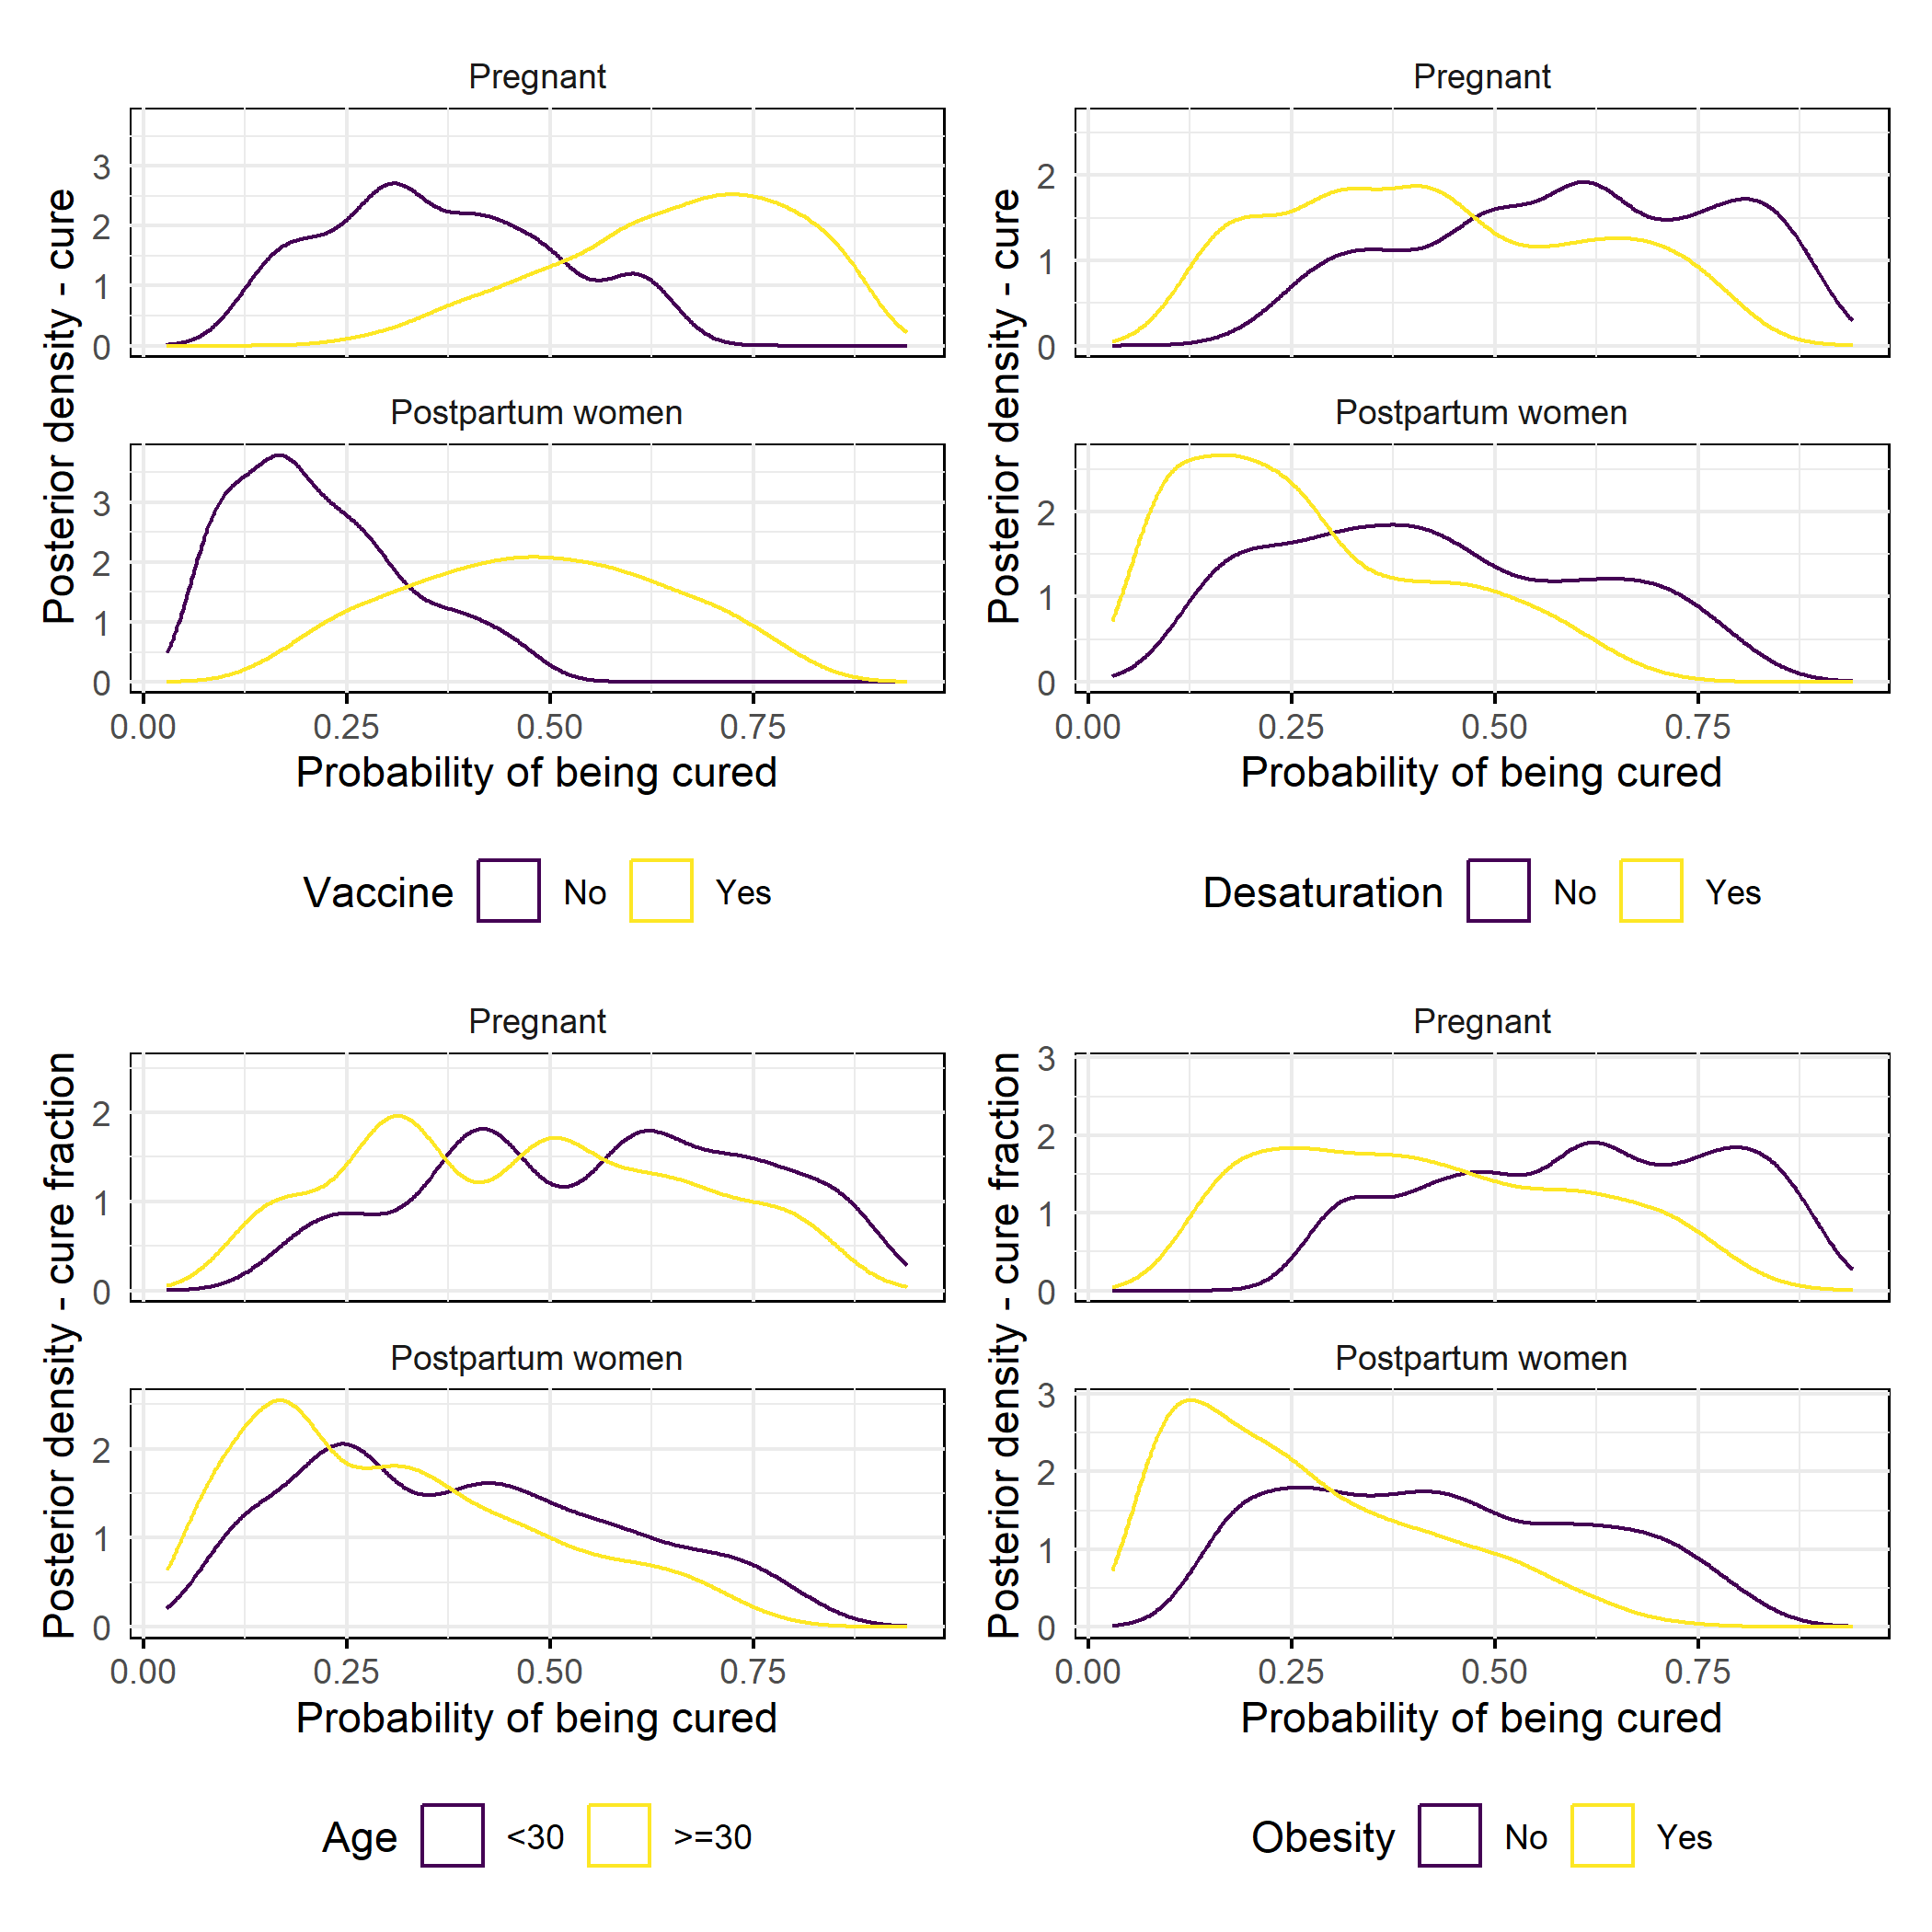 Pregnant
Posterior density - cure
3
2
1
0
Postpartum women
3
2
1
0
0.00 0.25 0.50 0.75
Probability of being cured
Vaccine No Yes
Pregnant
Posterior density - cure
2
1
0
Postpartum women
2
1
0
0.00 0.25 0.50 0.75
Probability of being cured
Desaturation No Yes
Pregnant
Posterior density - cure fraction
2
1
0
Postpartum women
2
1
0
0.00 0.25 0.50 0.75
Probability of being cured
Age <30 >=30
Pregnant
Posterior density - cure fraction
3
2
1
0
Postpartum women
3
2
1
0
0.00 0.25 0.50 0.75
Probability of being cured
Obesity No Yes